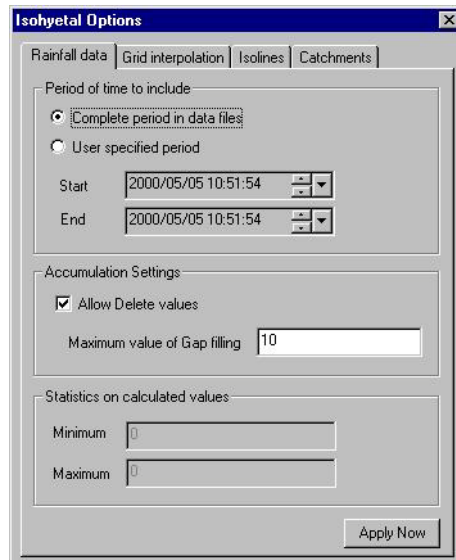 Isohyetal Options
Rainfall data Grid interpolation Isolines Catchments
Period of time to include
Complete period in data files
User specified period
Start 2000/05/05 10:51:54
End 2000/05/05 10:51:54
Accumulation Settings
Allow Delete values
Maximum value of Gap filling 10
Statistics on calculated values
Minimum 0
Maximum 0
Apply Now